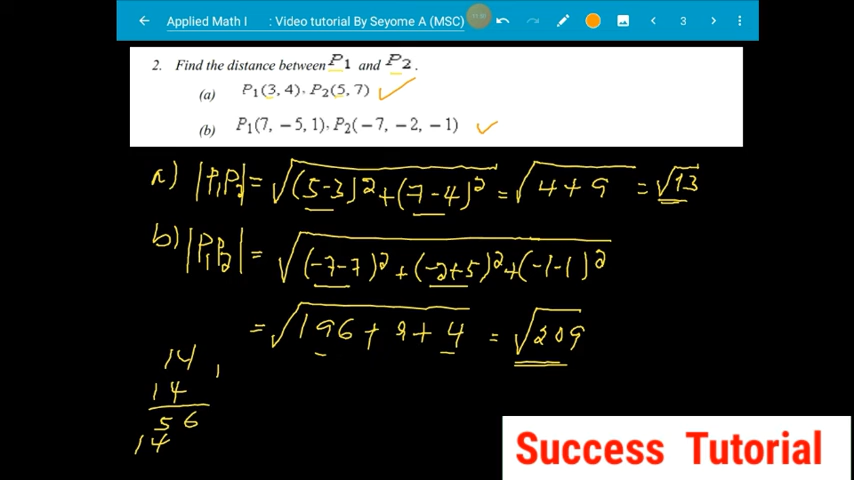 Applied Math I : Video tutorial By Seyome A (MSC)
3
2. Find the distance between P1 and P2.
(a) P1(3, 4), P2(5, 7)
(b) P1(7, −5, 1), P2(−7, −2, −1)
a) |P1P2| = √(5-3)² + (7-4)² = √4+9 = √13
b) |P1P2| = √(-7-7)² + (-2+5)² + (-1-1)²
= √196 + 9 + 4 = √209
14
14
56
14
Success Tutorial